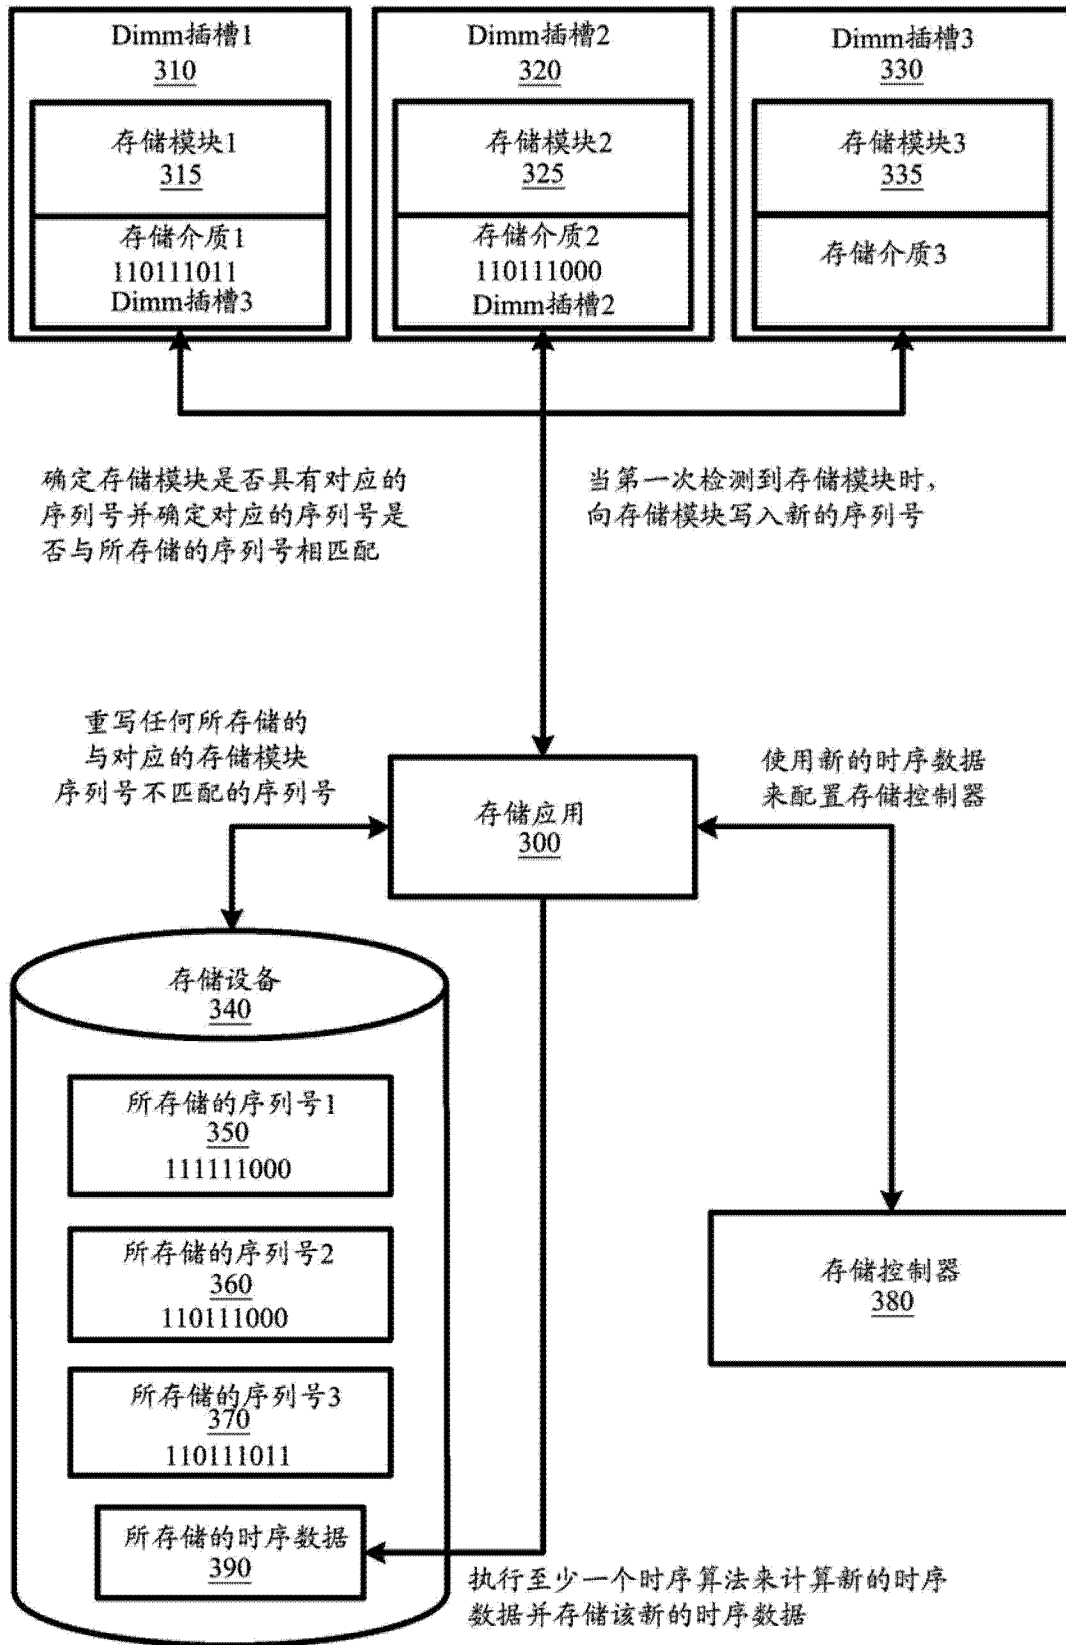 Dimm插槽1
310
存储模块1
315
存储介质1
110111011
Dimm插槽3
Dimm插槽2
320
存储模块2
325
存储介质2
110111000
Dimm插槽2
Dimm插槽3
330
存储模块3
335
存储介质3
确定存储模块是否具有对应的
序列号并确定对应的序列号是
否与所存储的序列号相匹配
当第一次检测到存储模块时,
向存储模块写入新的序列号
重写任何所存储的
与对应的存储模块
序列号不匹配的序列号
存储应用
300
使用新的时序数据
来配置存储控制器
存储设备
340
所存储的序列号1
350
111111000
所存储的序列号2
360
110111000
所存储的序列号3
370
110111011
所存储的时序数据
390
存储控制器
380
执行至少一个时序算法来计算新的时序
数据并存储该新的时序数据